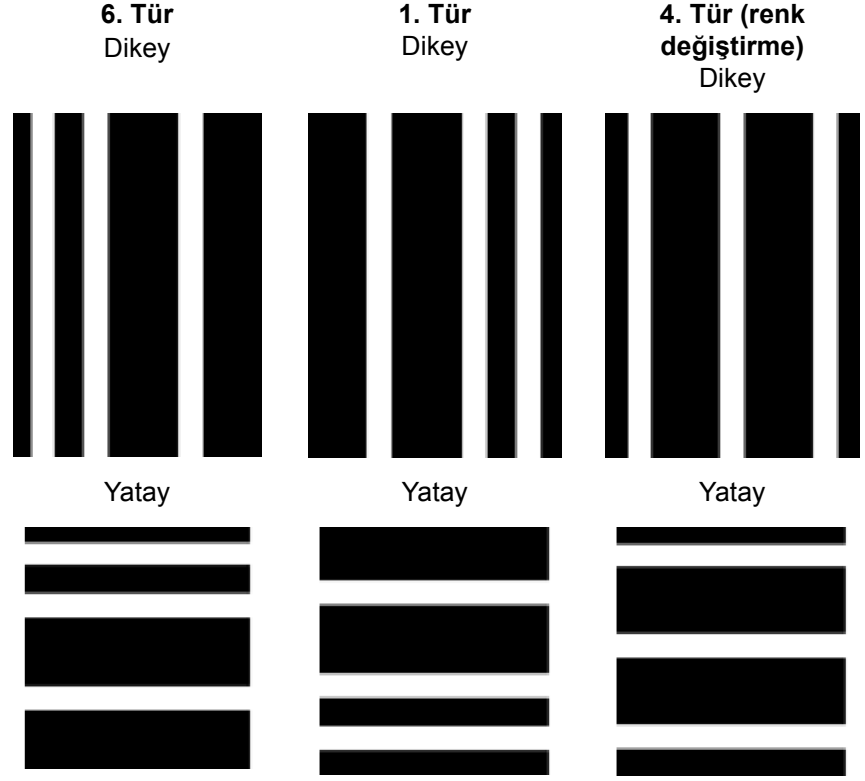 6. Tür
Dikey
1. Tür
Dikey
4. Tür (renk
değiştirme)
Dikey
Yatay
Yatay
Yatay